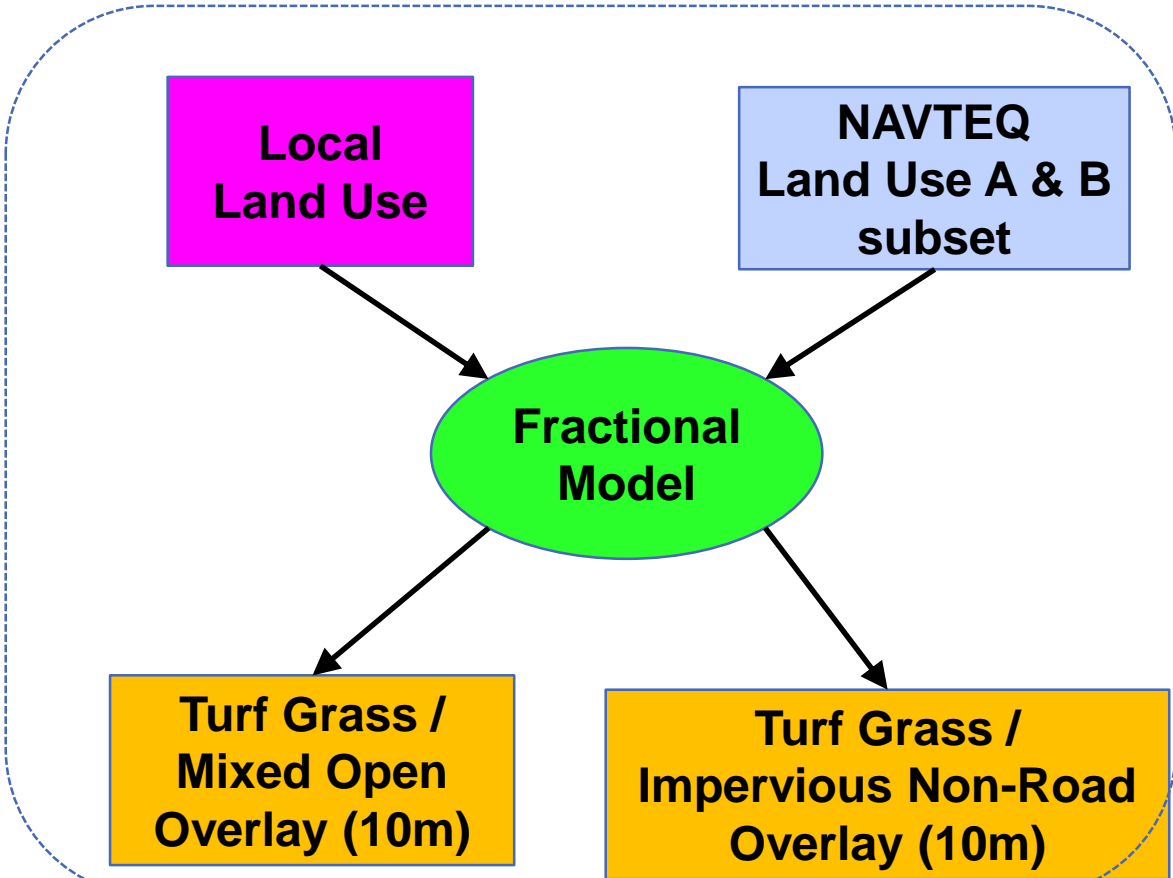 Local
Land Use
NAVTEQ
Land Use A & B
subset
Fractional
Model
Turf Grass /
Mixed Open
Overlay (10m)
Turf Grass /
Impervious Non-Road
Overlay (10m)